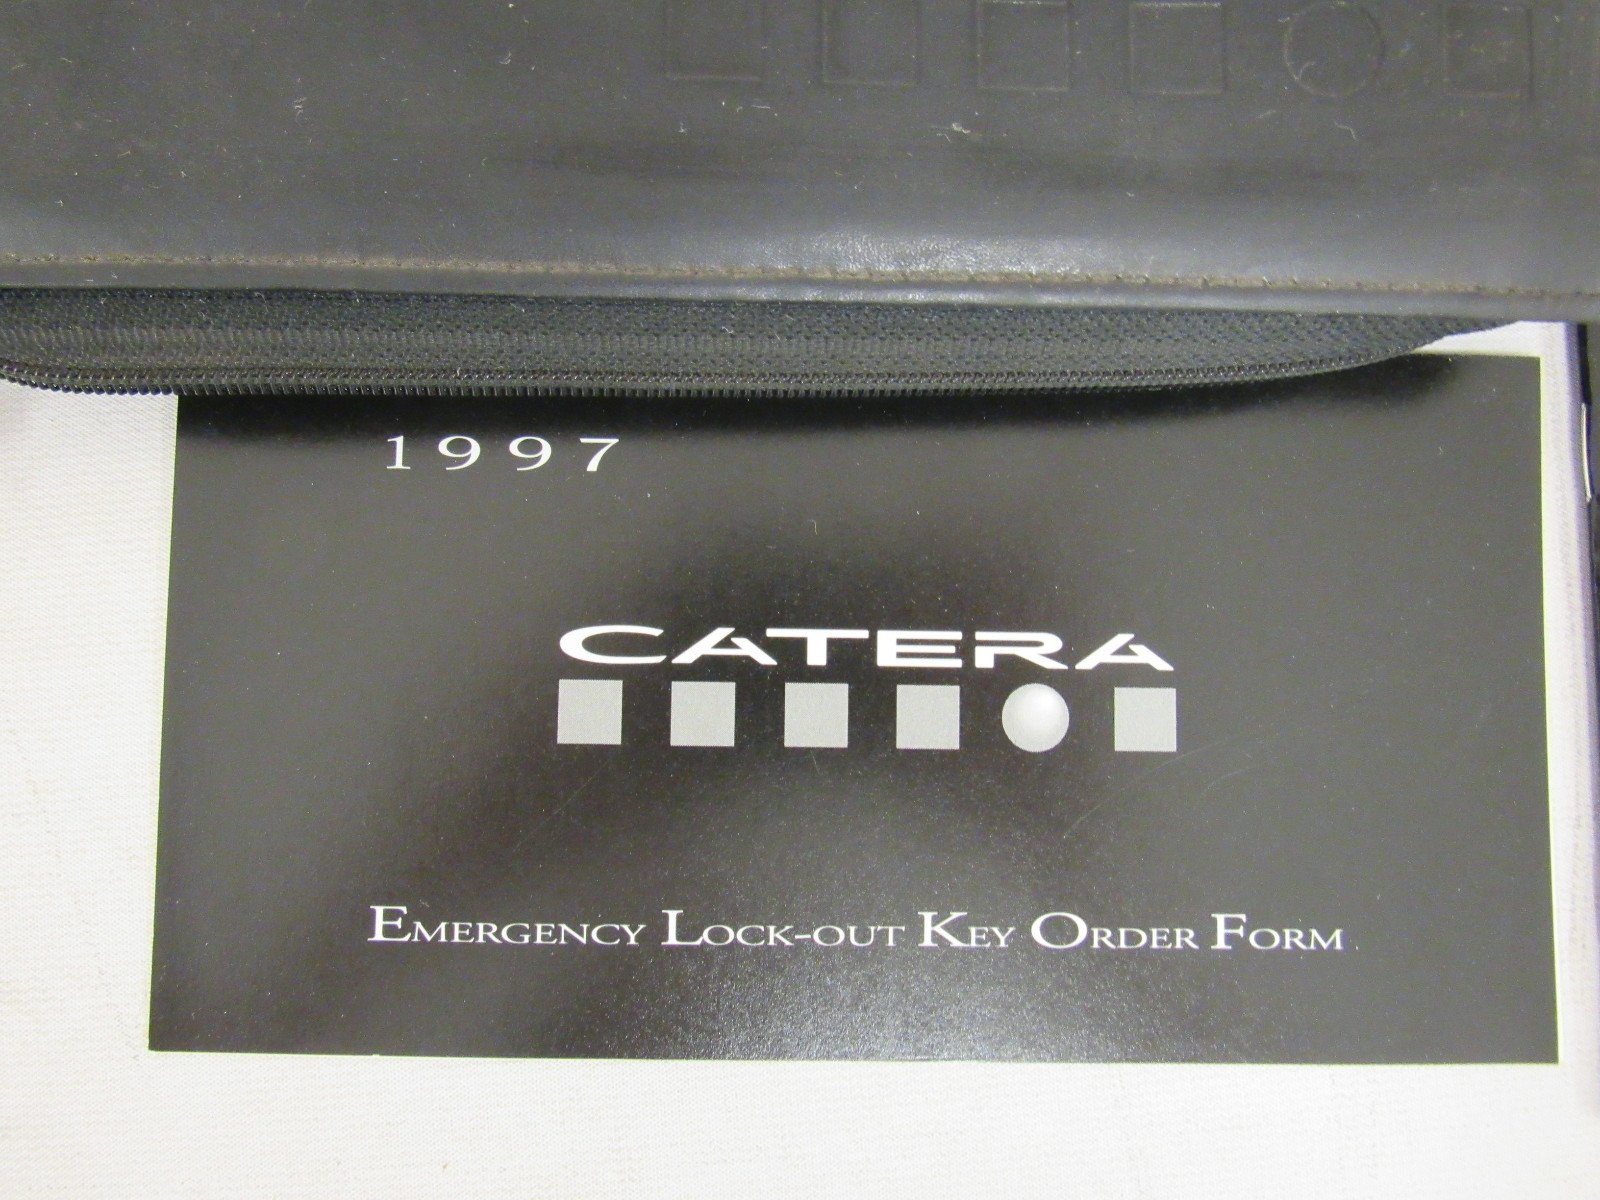 1997
CATERA
EMERGENCY LOCK-OUT KEY ORDER FORM